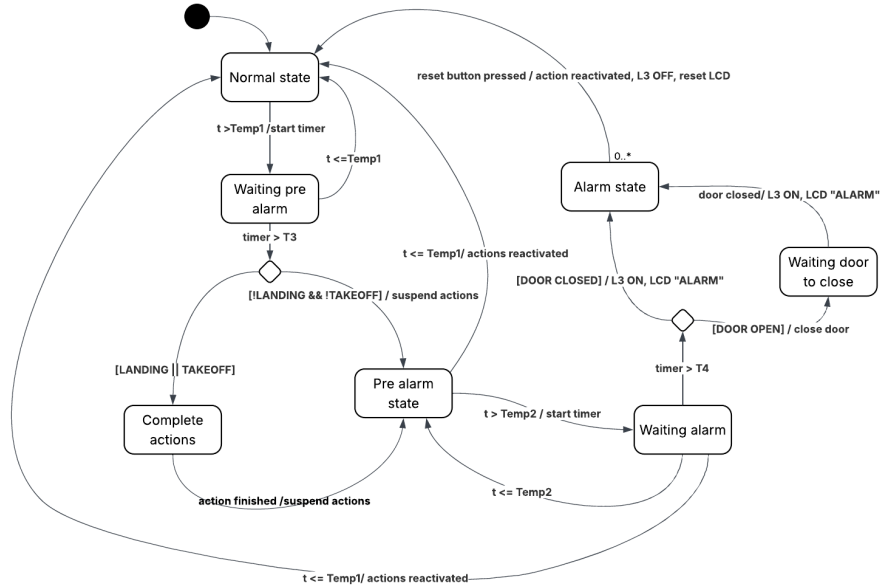 Normal state
reset button pressed / action reactivated, L3 OFF, reset LCD
t >Temp1 /start timer
t <=Temp1
0..*
Alarm state
Waiting pre
alarm
door closed/ L3 ON, LCD "ALARM"
timer > T3
t <= Temp1/ actions reactivated
Waiting door
to close
[DOOR CLOSED] / L3 ON, LCD "ALARM"
[!LANDING && !TAKEOFF] / suspend actions
[DOOR OPEN] / close door
[LANDING || TAKEOFF]
timer > T4
Pre alarm
state
Complete
actions
t > Temp2 / start timer
Waiting alarm
t <= Temp2
action finished /suspend actions
t <= Temp1/ actions reactivated